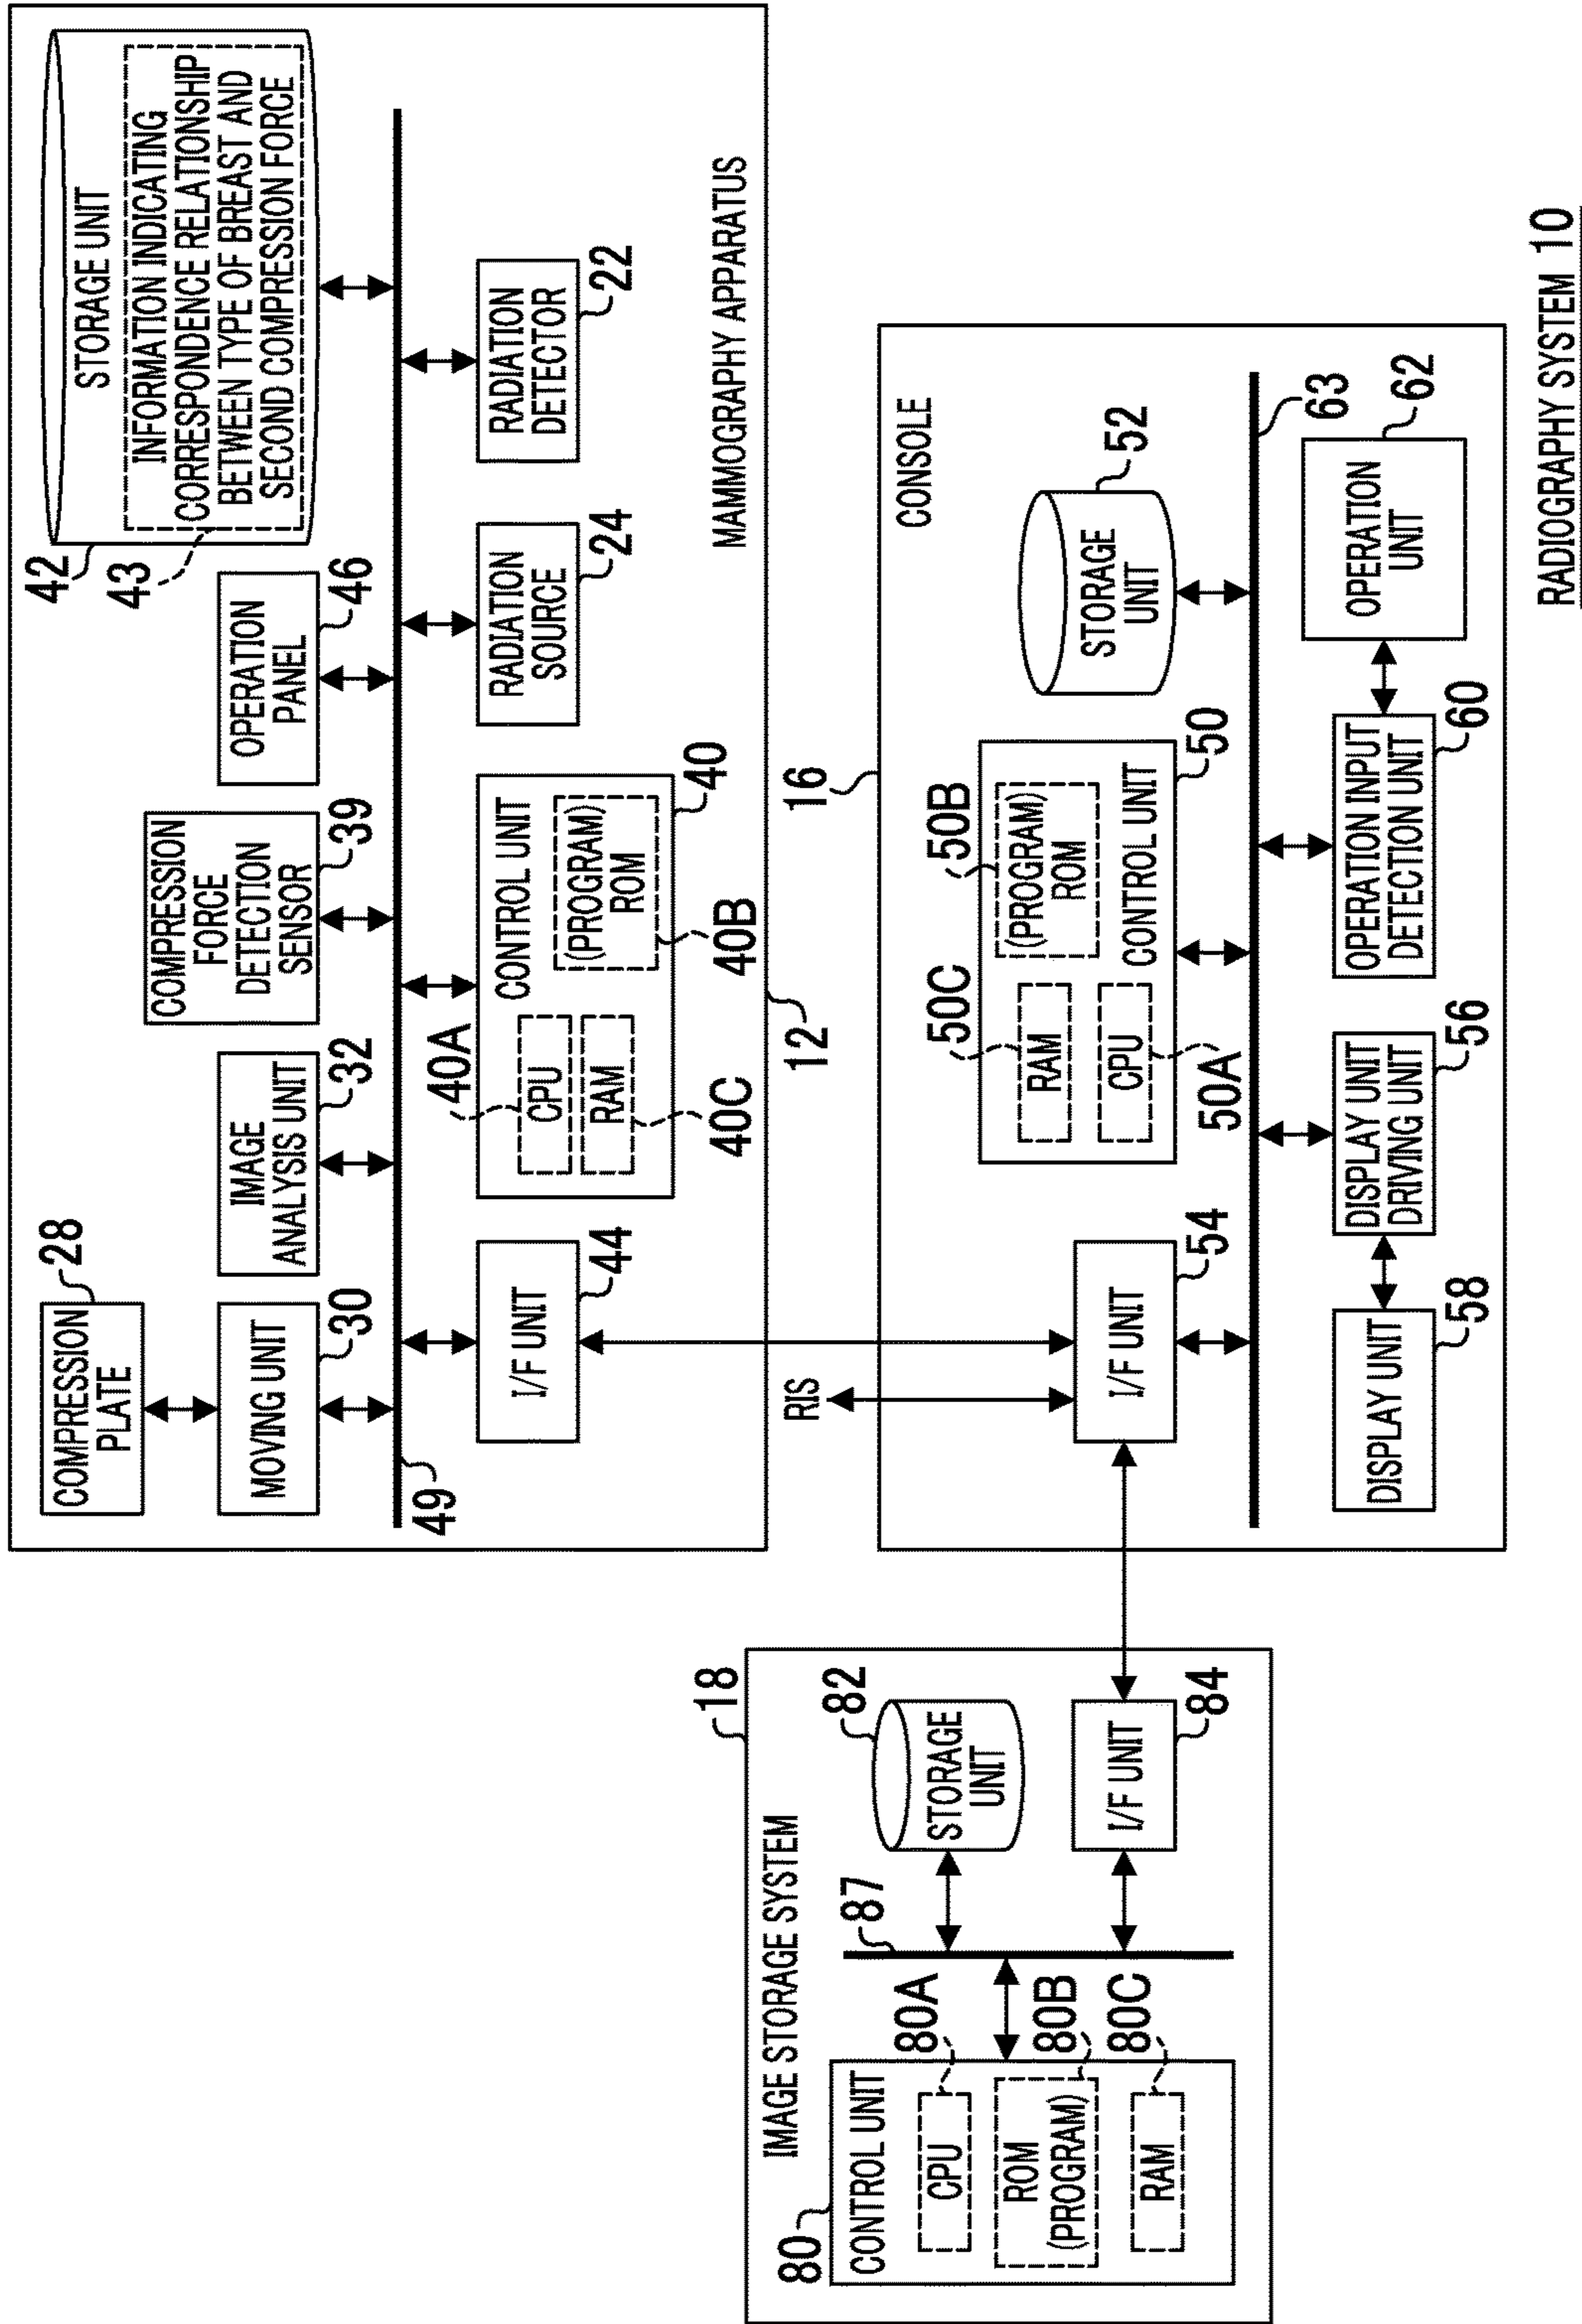 COMPRESSION
PLATE
28
MOVING UNIT
30
IMAGE
ANALYSIS UNIT
32
COMPRESSION
FORCE
DETECTION
SENSOR
39
OPERATION
PANEL
46
STORAGE UNIT
INFORMATION INDICATING
CORRESPONDENCE RELATIONSHIP
BETWEEN TYPE OF BREAST AND
SECOND COMPRESSION FORCE
42
43
49
I/F UNIT
44
40A
CONTROL UNIT
CPU
RAM
(PROGRAM)
ROM
40
40B
40C
RADIATION
SOURCE
24
RADIATION
DETECTOR
22
MAMMOGRAPHY APPARATUS
12
RIS
16
CONSOLE
I/F UNIT
54
50C
50B
RAM
CPU
(PROGRAM)
ROM
CONTROL UNIT
50
50A
STORAGE
UNIT
52
63
DISPLAY UNIT
58
DISPLAY UNIT
DRIVING UNIT
56
OPERATION INPUT
DETECTION UNIT
60
OPERATION
UNIT
62
18
IMAGE STORAGE SYSTEM
80
CONTROL UNIT
CPU
80A
ROM
(PROGRAM)
80B
RAM
80C
87
STORAGE
UNIT
82
I/F UNIT
84
RADIOGRAPHY SYSTEM 10